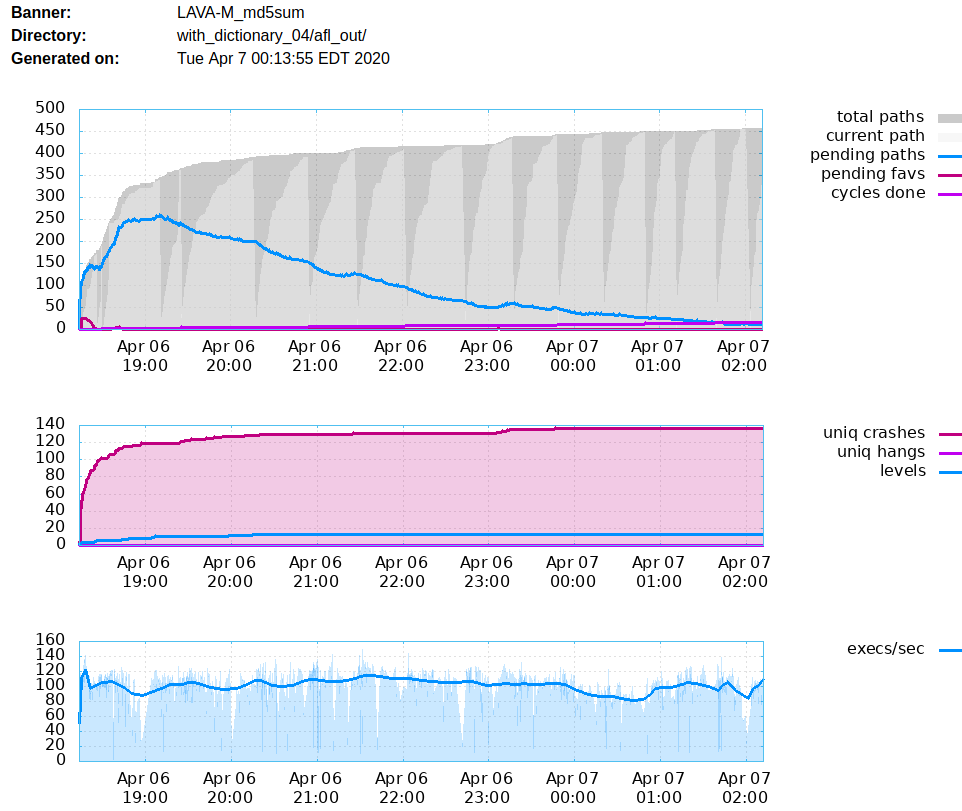 Banner: LAVA-M_md5sum
Directory: with_dictionary_04/afl_out/
Generated on: Tue Apr 7 00:13:55 EDT 2020
500
450
400
350
300
250
200
150
100
50
0
Apr 06 Apr 06 Apr 06 Apr 06 Apr 06 Apr 07 Apr 07 Apr 07
19:00 20:00 21:00 22:00 23:00 00:00 01:00 02:00
total paths
current path
pending paths
pending favs
cycles done
140
120
100
80
60
40
20
0
Apr 06 Apr 06 Apr 06 Apr 06 Apr 06 Apr 07 Apr 07 Apr 07
19:00 20:00 21:00 22:00 23:00 00:00 01:00 02:00
uniq crashes
uniq hangs
levels
160
140
120
100
80
60
40
20
0
Apr 06 Apr 06 Apr 06 Apr 06 Apr 06 Apr 07 Apr 07 Apr 07
19:00 20:00 21:00 22:00 23:00 00:00 01:00 02:00
execs/sec